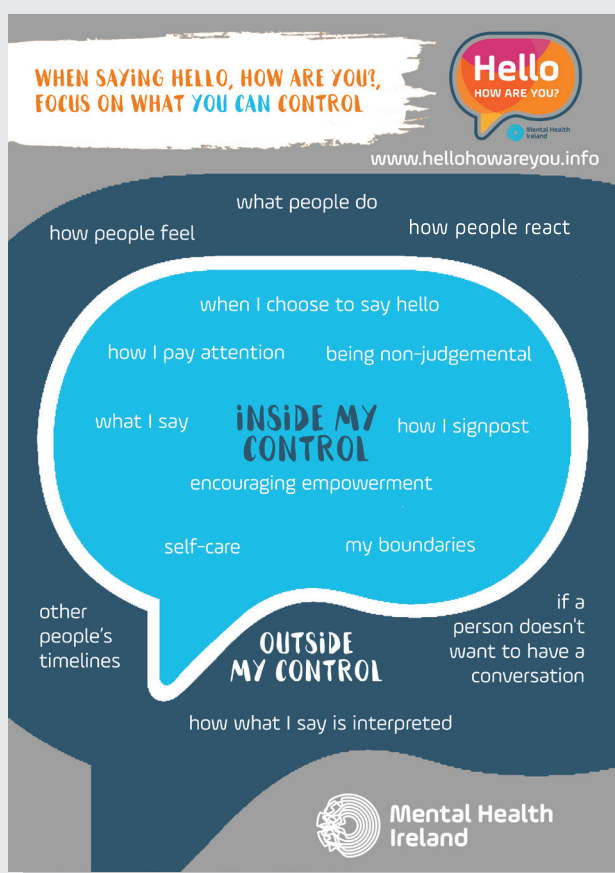 WHEN SAYING HELLO, HOW ARE YOU?,
FOCUS ON WHAT YOU CAN CONTROL
Hello
HOW ARE YOU?
Mental Health
Ireland
www.hellohowareyou.info
what people do
how people feel
how people react
when I choose to say hello
how I pay attention
being non-judgemental
what I say
INSIDE MY
CONTROL
how I signpost
encouraging empowerment
self-care
my boundaries
other
people's
timelines
OUTSIDE
MY CONTROL
if a
person doesn't
want to have a
conversation
how what I say is interpreted
Mental Health
Ireland